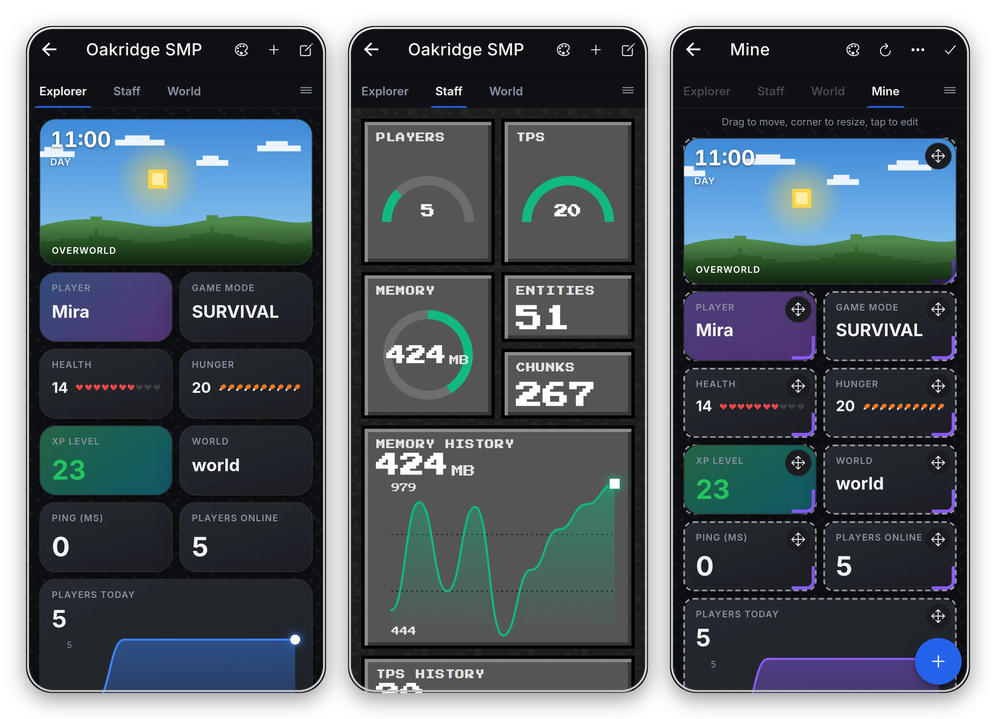 Oakridge SMP
Explorer Staff World
11:00
DAY
OVERWORLD
PLAYER
Mira
GAME MODE
SURVIVAL
HEALTH
14
HUNGER
20
XP LEVEL
23
WORLD
world
PING (MS)
0
PLAYERS ONLINE
5
PLAYERS TODAY
5
5
Oakridge SMP
Explorer Staff World
PLAYERS
5
TPS
20
MEMORY
424 MB
ENTITIES
51
CHUNKS
267
MEMORY HISTORY
424 MB
979
444
TPS HISTORY
20
Mine
Explorer Staff World Mine
Drag to move, corner to resize, tap to edit
11:00
DAY
OVERWORLD
PLAYER
Mira
GAME MODE
SURVIVAL
HEALTH
14
HUNGER
20
XP LEVEL
23
WORLD
world
PING (MS)
0
PLAYERS ONLINE
5
PLAYERS TODAY
5
5